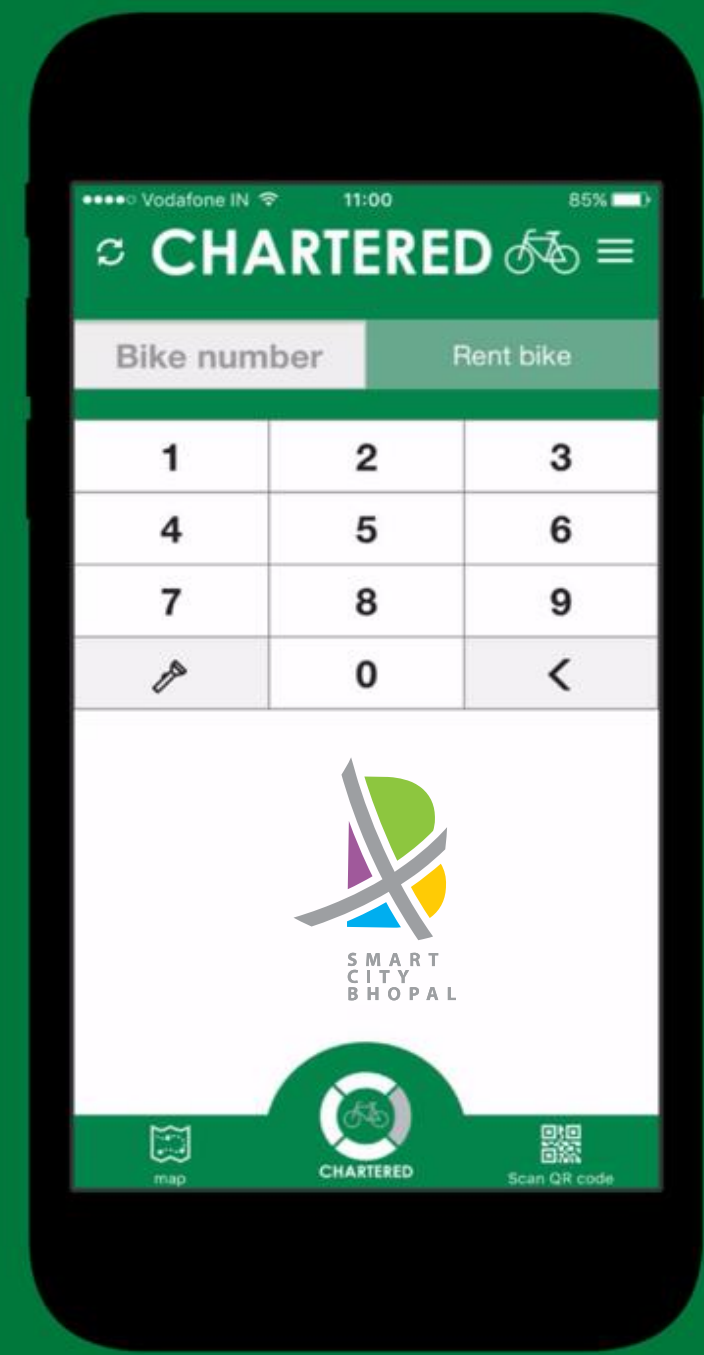 Vodafone IN 11:00 85%
CHARTERED
Bike number Rent bike
1 2 3
4 5 6
7 8 9
0
SMART
CITY
BHOPAL
map CHARTERED Scan QR code